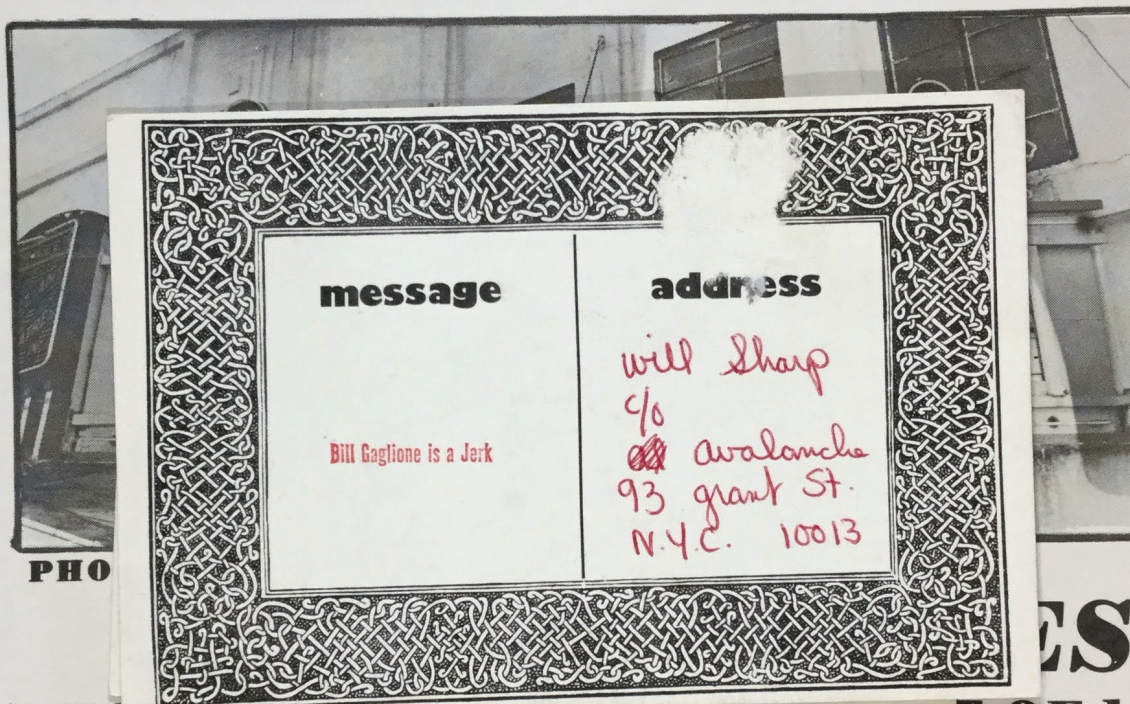 message
Bill Gaglione is a Jerk
address
will Sharp
c/o
avalanche
93 grant St.
N.Y.C. 10013
PHO
ES